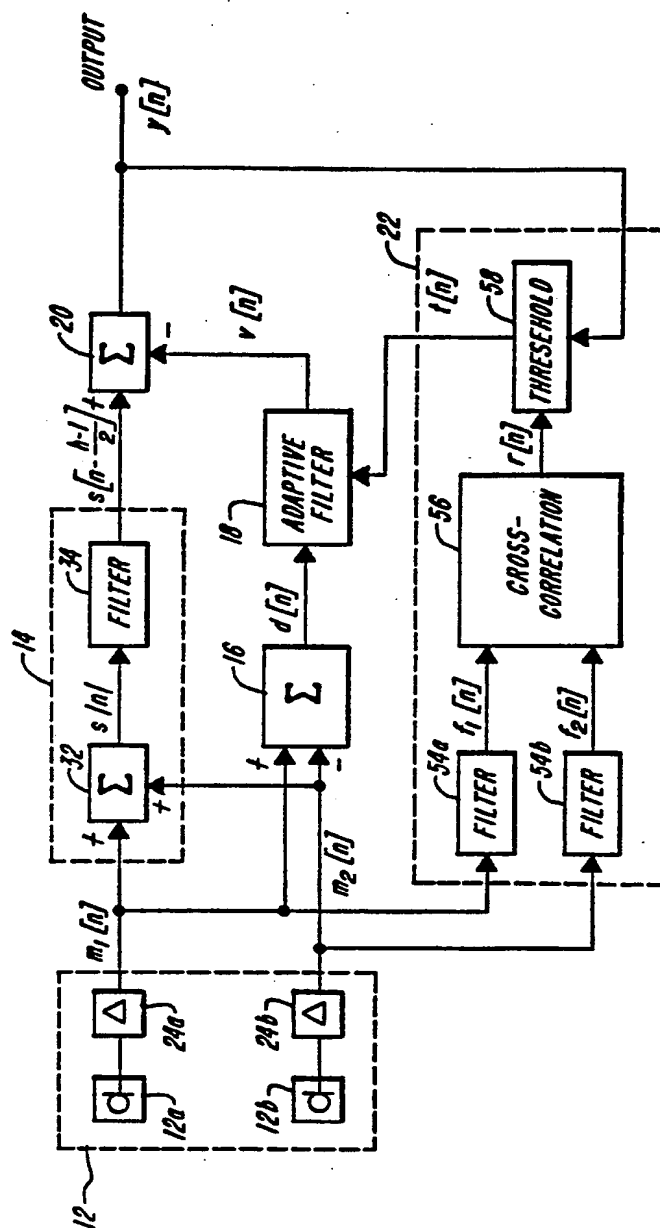 OUTPUT
y[n]
20
Σ
+
-
s[n-h-1/2]
v[n]
22
t[n]
14
34
FILTER
s[n]
32
Σ
+
+
18
ADAPTIVE
FILTER
58
THRESHOLD
r[n]
d[n]
16
Σ
+
-
56
CROSS-
CORRELATION
m1[n]
m2[n]
f1[n]
f2[n]
54a
FILTER
54b
FILTER
12
Δ
24a
12a
Δ
24b
12b